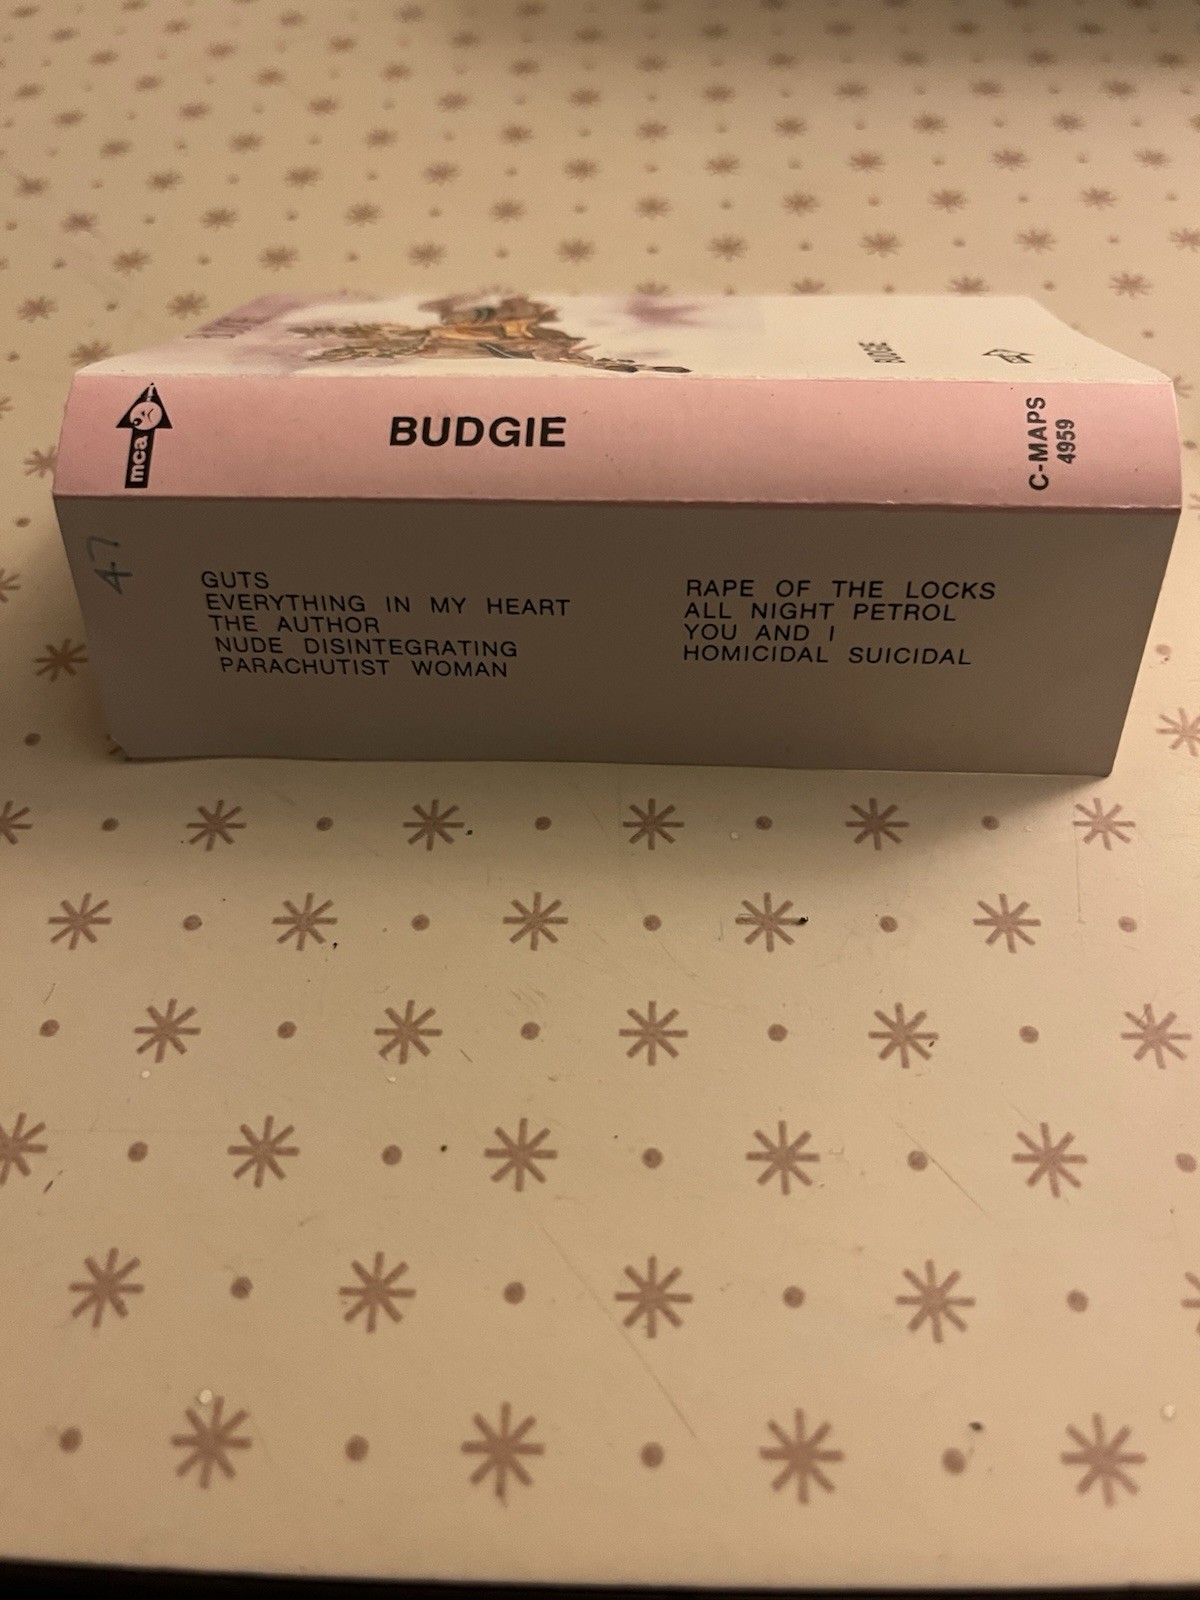 BUDGIE
mca
BUDGIE
C-MAPS
4959
47
GUTS
EVERYTHING IN MY HEART
THE AUTHOR
NUDE DISINTEGRATING
PARACHUTIST WOMAN
RAPE OF THE LOCKS
ALL NIGHT PETROL
YOU AND I
HOMICIDAL SUICIDAL